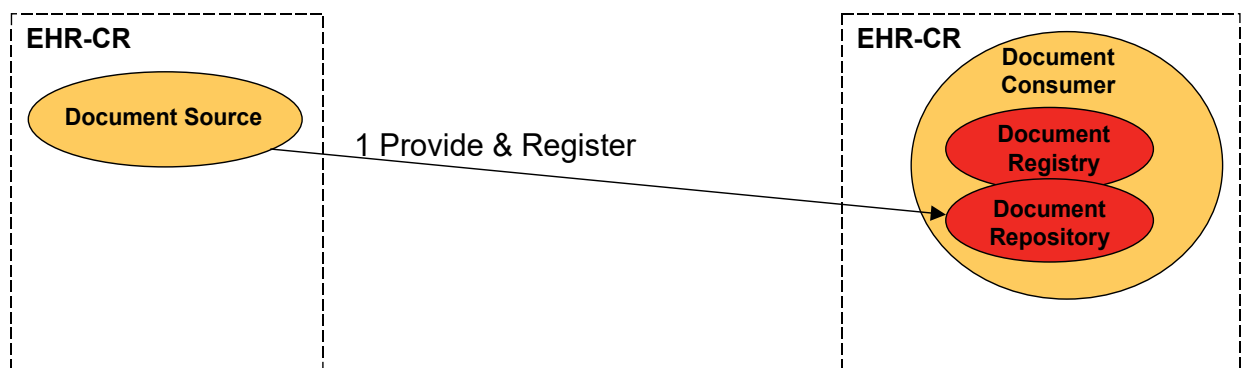 EHR-CR
Document Source
1 Provide & Register
EHR-CR
Document
Consumer
Document
Registry
Document
Repository